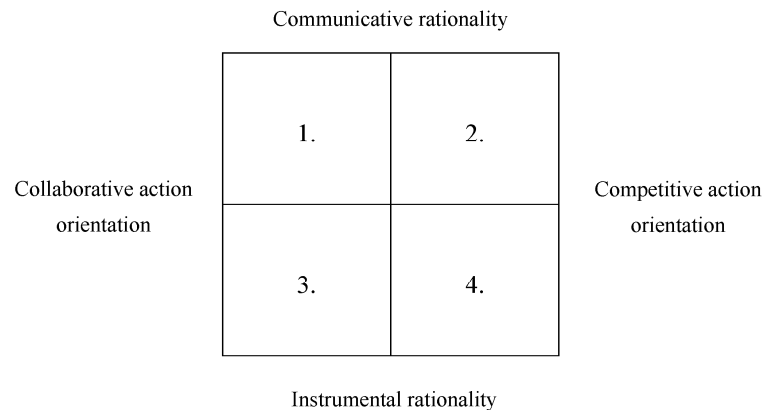 Communicative rationality
1.
2.
Collaborative action
orientation
Competitive action
orientation
3.
4.
Instrumental rationality